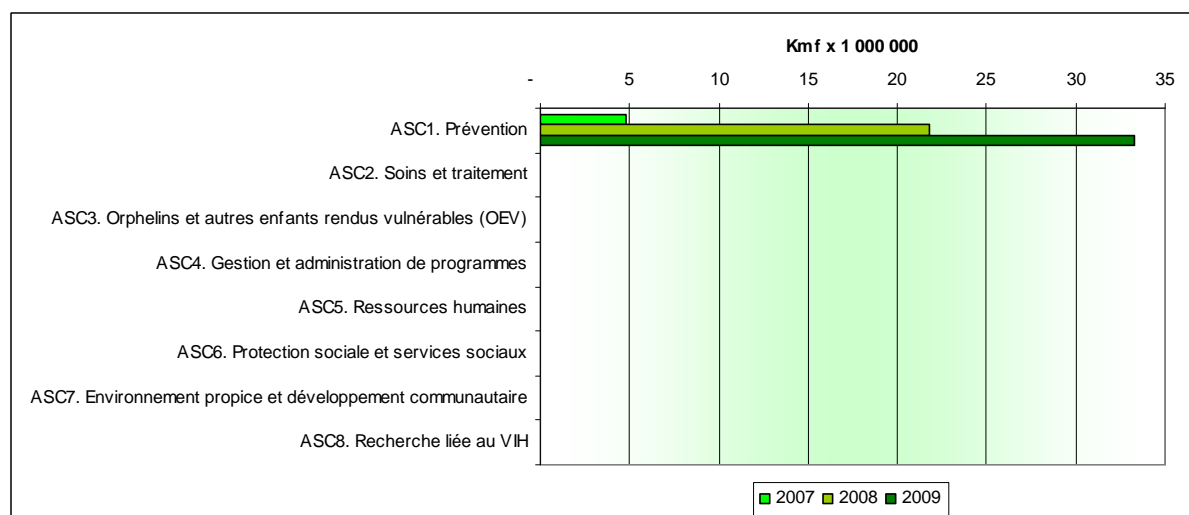 Kmf x 1 000 000
- 5 10 15 20 25 30 35
ASC1. Prévention
ASC2. Soins et traitement
ASC3. Orphelins et autres enfants rendus vulnérables (OEV)
ASC4. Gestion et administration de programmes
ASC5. Ressources humaines
ASC6. Protection sociale et services sociaux
ASC7. Environnement propice et développement communautaire
ASC8. Recherche liée au VIH
2007 2008 2009